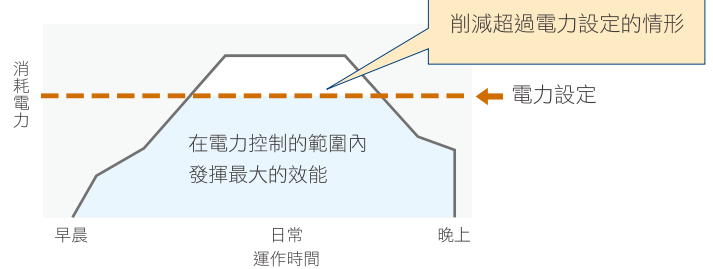 削減超過電力設定的情形
消耗電力
電力設定
在電力控制的範圍內
發揮最大的效能
早晨
日常
晚上
運作時間